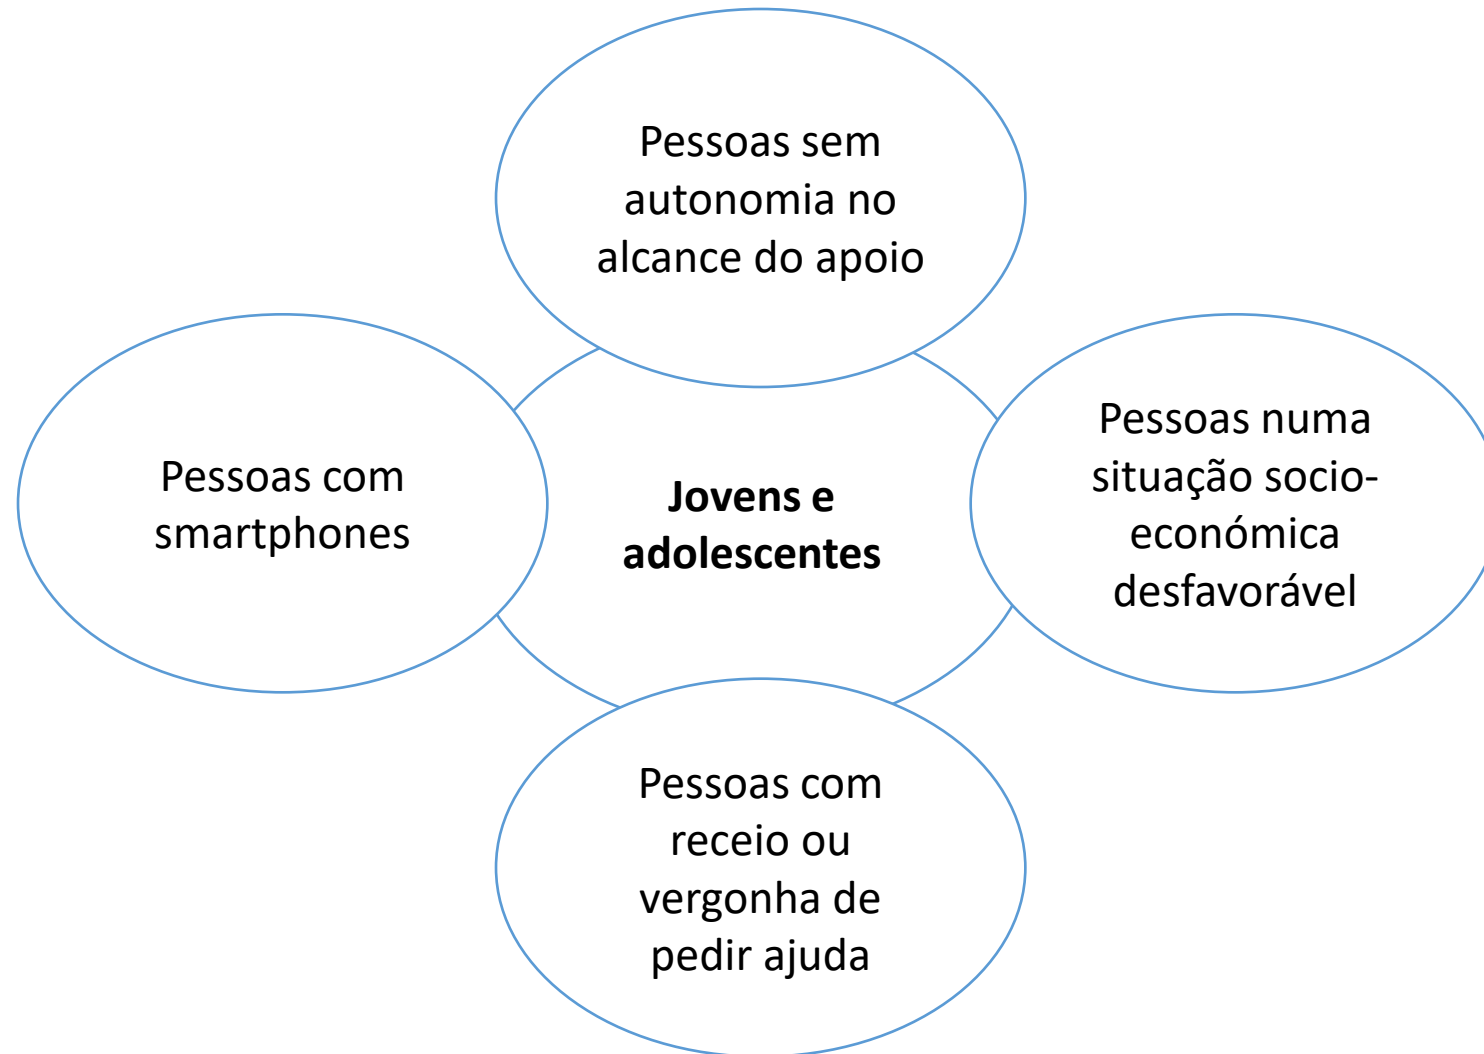 Pessoas sem
autonomia no
alcance do apoio
Pessoas com
smartphones
Jovens e
adolescentes
Pessoas numa
situação socio-
económica
desfavorável
Pessoas com
receio ou
vergonha de
pedir ajuda